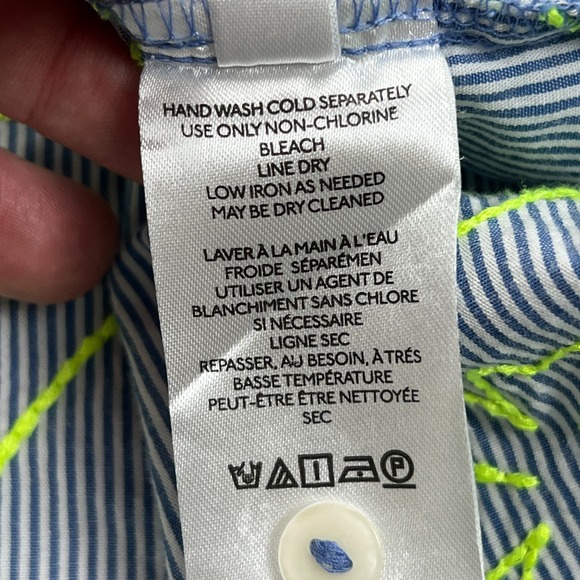 HAND WASH COLD SEPARATELY
USE ONLY NON-CHLORINE
BLEACH
LINE DRY
LOW IRON AS NEEDED
MAY BE DRY CLEANED
LAVER À LA MAIN À L'EAU
FROIDE SÉPARÉMEN
UTILISER UN AGENT DE
BLANCHIMENT SANS CHLORE
SI NÉCESSAIRE
LIGNE SEC
REPASSER, AU BESOIN, À TRÉS
BASSE TEMPÉRATURE
PEUT-ÊTRE ÊTRE NETTOYÉE
SEC
P